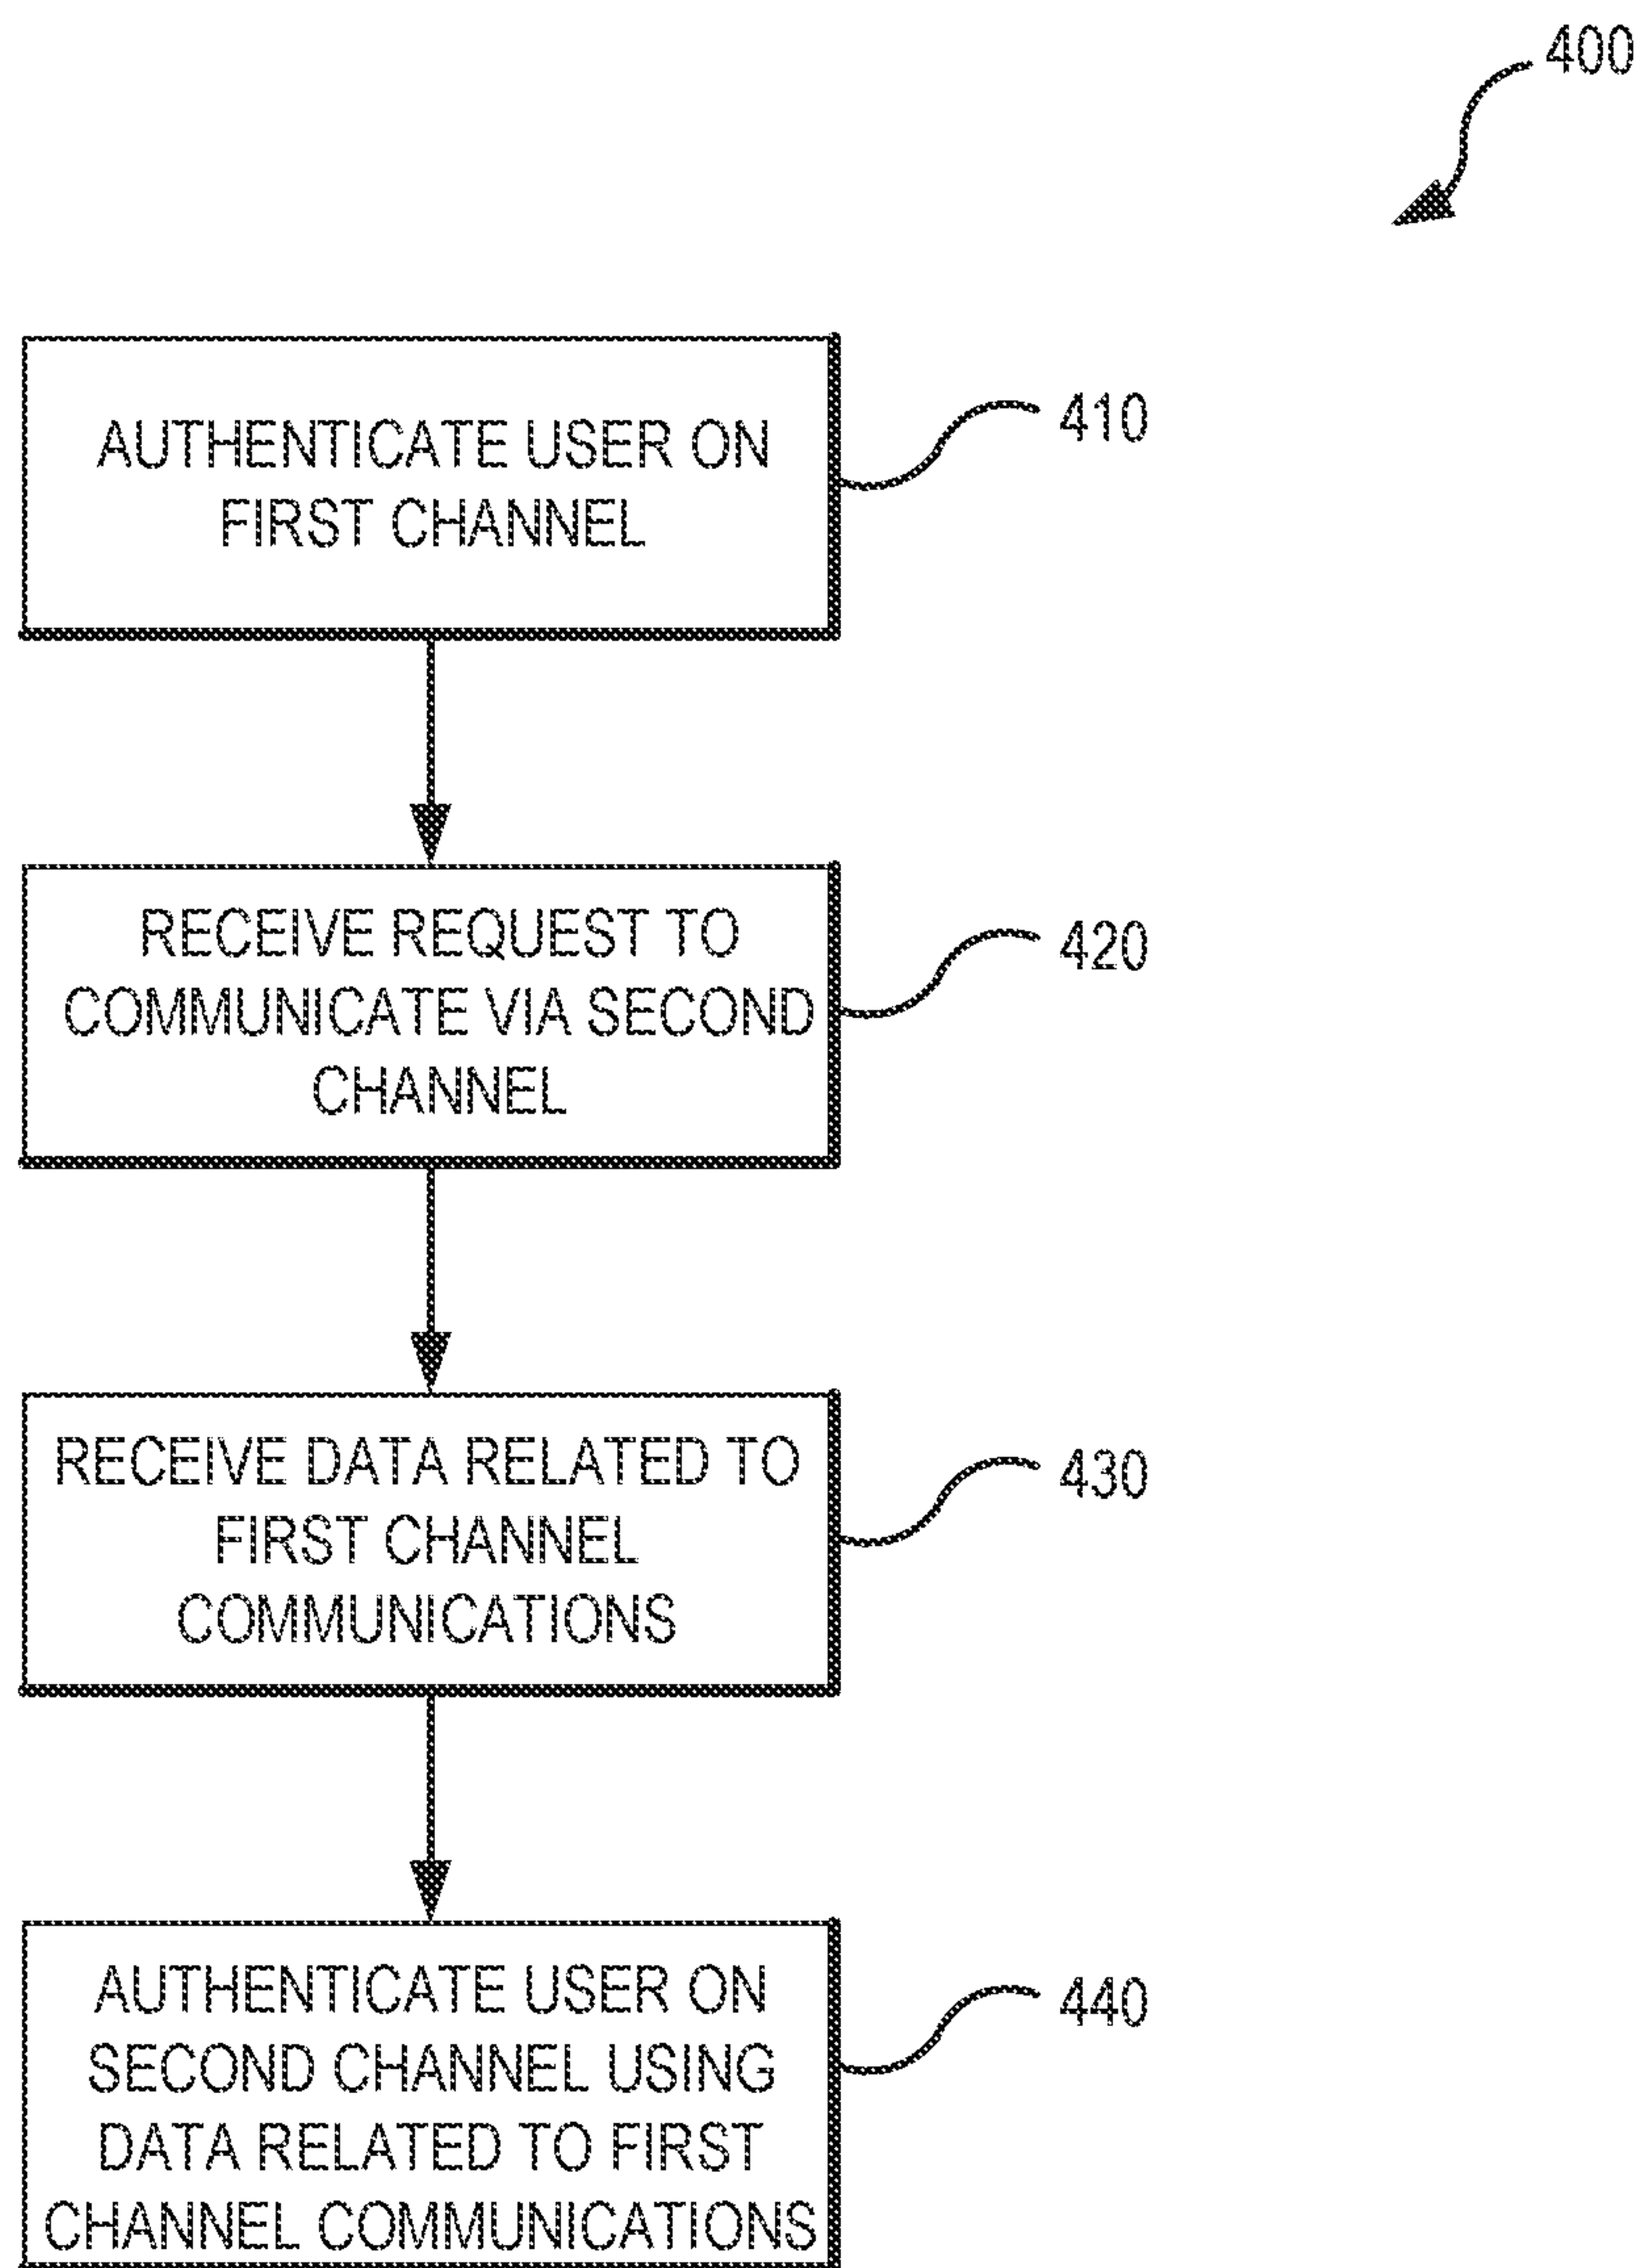 400
AUTHENTICATE USER ON
FIRST CHANNEL
410
RECEIVE REQUEST TO
COMMUNICATE VIA SECOND
CHANNEL
420
RECEIVE DATA RELATED TO
FIRST CHANNEL
COMMUNICATIONS
430
AUTHENTICATE USER ON
SECOND CHANNEL USING
DATA RELATED TO FIRST
CHANNEL COMMUNICATIONS
440